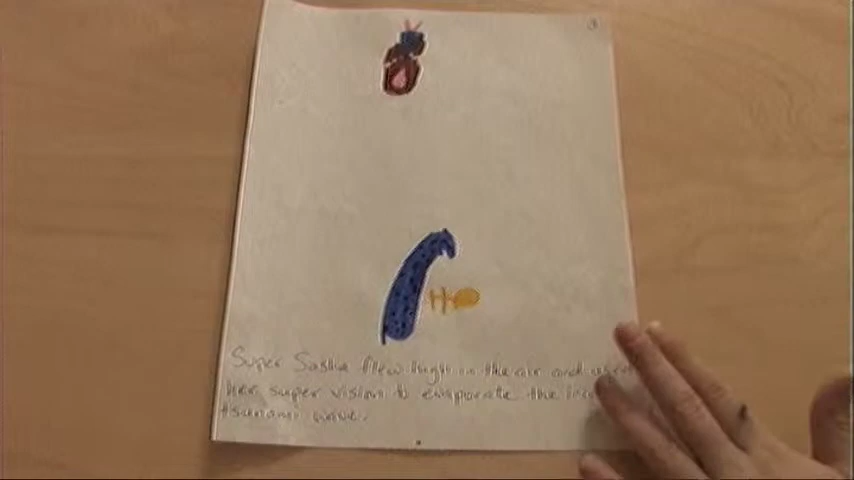 Super Sasha flew high in the air and
her super vision to evaporate the
tsunami wave.